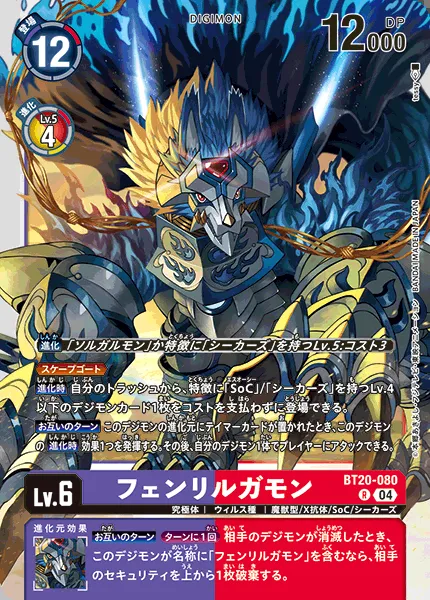 DIGIMON
登場
12
DP
12000
進化
Lv.5
4
進化 「ソルガルモン」か特徴に「シーカーズ」を持つLv.5:コスト3
スケープゴート
進化時 自分のトラッシュから、特徴に「SoC」/「シーカーズ」を持つLv.4
以下のデジモンカード1枚をコストを支払わずに登場できる。
お互いのターン このデジモンの進化元にテイマーカードが置かれたとき、このデジモン
の 進化時 効果1つを発揮する。その後、自分のデジモン1体でプレイヤーにアタックできる。
BT20-080
R 04
Lv.6
フェンリルガモン
究極体 | ウィルス種 | 魔獣型/X抗体/SoC/シーカーズ
進化元効果
お互いのターン ターンに1回 相手のデジモンが消滅したとき、
このデジモンが名称に「フェンリルガモン」を含むなら、相手
のセキュリティを上から1枚破棄する。
BANDAI MADE IN JAPAN